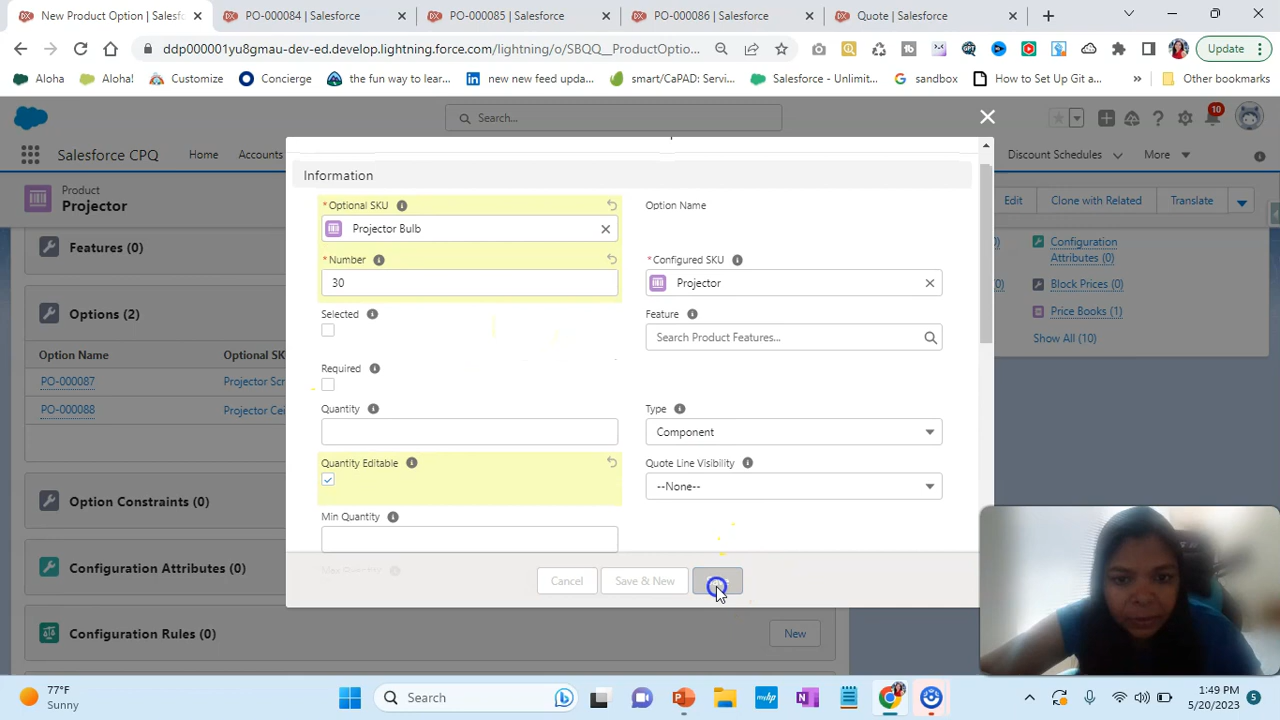 New Product Option | Salesfor
PO-000084 | Salesforce
PO-000085 | Salesforce
PO-000086 | Salesforce
Quote | Salesforce
ddp000001yu8gmau-dev-ed.develop.lightning.force.com/lightning/o/SBQQ__ProductOptio...
Update
Aloha
Aloha!
Customize
Concierge
the fun way to lear...
new new feed upda...
smart/CaPAD: Servi...
Salesforce - Unlimit...
sandbox
How to Set Up Git a...
»
Other bookmarks
Search...
10
Salesforce CPQ
Home
Accounts
Discount Schedules
More
Product
Projector
Edit
Clone with Related
Translate
Features (0)
Options (2)
Option Name
Optional SK
PO-000087
Projector Scr
PO-000088
Projector Cei
Option Constraints (0)
Configuration Attributes (0)
Configuration Rules (0)
New
Information
*Optional SKU
Projector Bulb
Option Name
*Number
30
*Configured SKU
Projector
Selected
Feature
Search Product Features...
Required
Quantity
Type
Component
Quantity Editable
Quote Line Visibility
--None--
Min Quantity
Max Quantity
Cancel
Save & New
Configuration
Attributes (0)
Block Prices (0)
Price Books (1)
Show All (10)
77°F
Sunny
Search
1:49 PM
5/20/2023
5